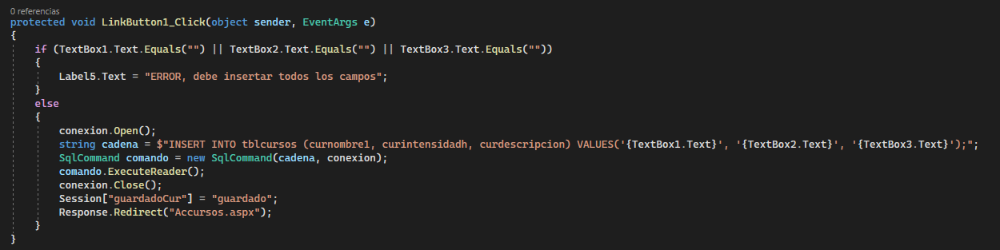 0 referencias
protected void LinkButton1_Click(object sender, EventArgs e)
{
if (TextBox1.Text.Equals("") || TextBox2.Text.Equals("") || TextBox3.Text.Equals(""))
{
Label5.Text = "ERROR, debe insertar todos los campos";
}
else
{
conexion.Open();
string cadena = $"INSERT INTO tblcursos (curnombre1, curintensidadh, curdescripcion) VALUES('{TextBox1.Text}', '{TextBox2.Text}', '{TextBox3.Text}');";
SqlCommand comando = new SqlCommand(cadena, conexion);
comando.ExecuteReader();
conexion.Close();
Session["guardadoCur"] = "guardado";
Response.Redirect("Accursos.aspx");
}
}